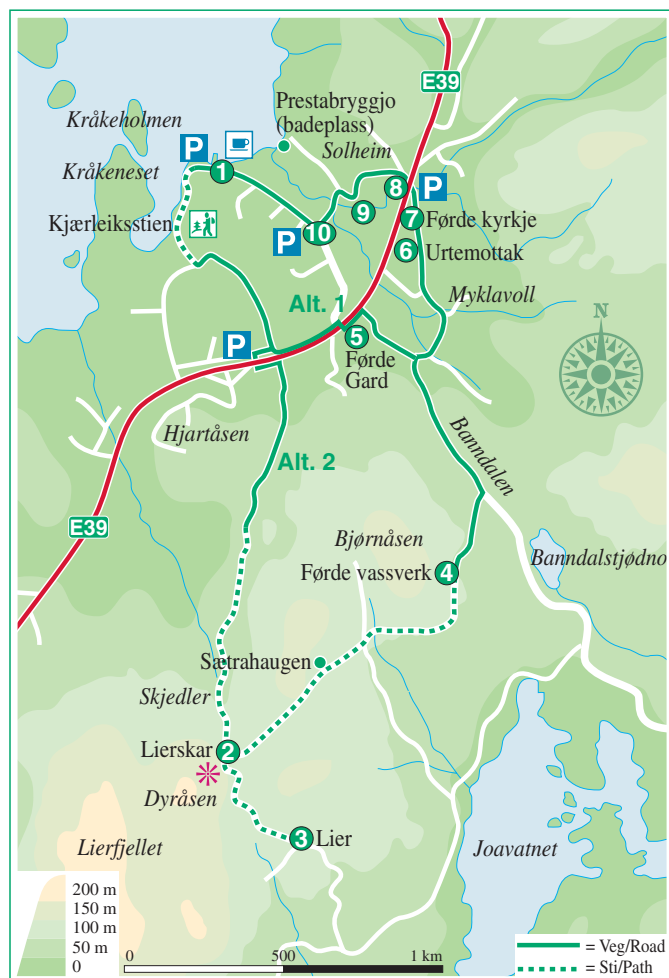 E39
Kråkeholmen
Prestabryggjo
(badeplass)
Solheim
P
1
Kråkeneset
8
P
9
7
Førde kyrkje
Kjærleiksstien
10
P
6
Urtemottak
Myklavoll
Alt. 1
N
P
5
Førde
Gard
Hjartåsen
Alt. 2
Banndalen
E39
Bjørnåsen
Banndalstjødno
Førde vassverk
4
Sætrahaugen
Skjedler
Lierskar
2
Dyråsen
Lierfjellet
3
Lier
Joavatnet
200 m
150 m
100 m
50 m
0
0 500 1 km
= Veg/Road
= Sti/Path